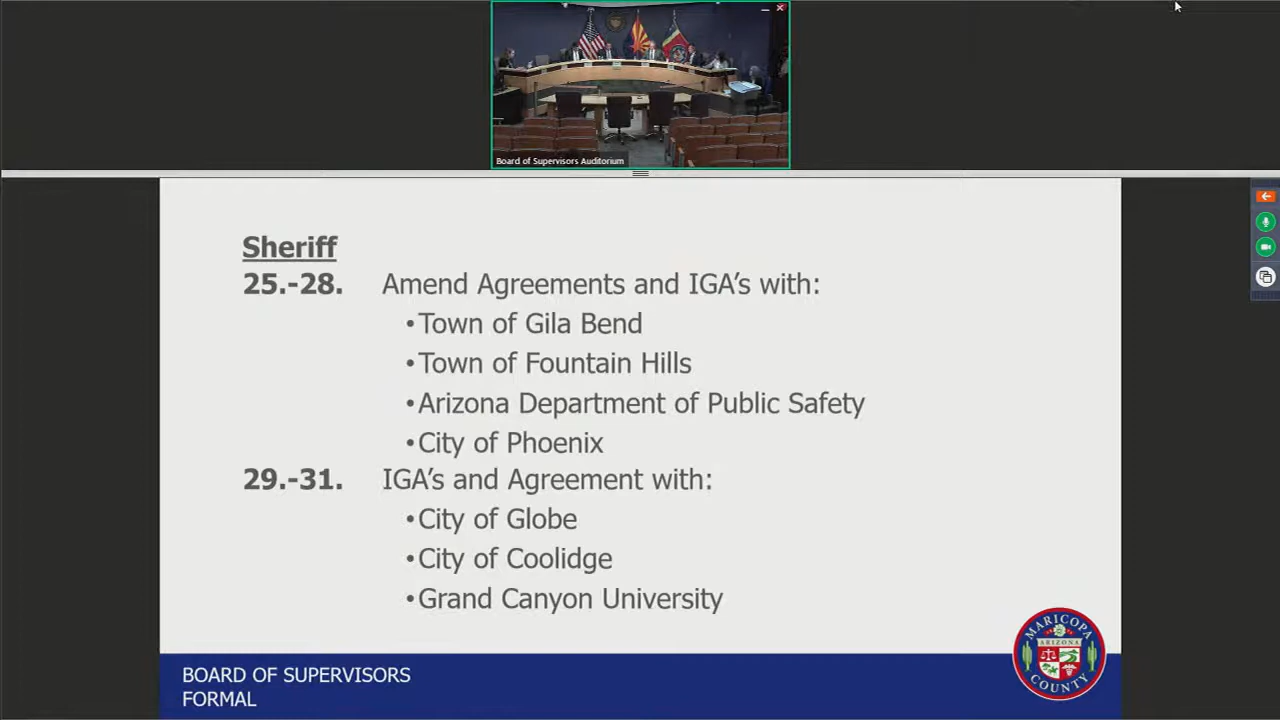 Board of Supervisors Auditorium
Sheriff
25.-28. Amend Agreements and IGA’s with:
•Town of Gila Bend
•Town of Fountain Hills
•Arizona Department of Public Safety
•City of Phoenix
29.-31. IGA’s and Agreement with:
•City of Globe
•City of Coolidge
•Grand Canyon University
BOARD OF SUPERVISORS
FORMAL
MARICOPA
ARIZONA
COUNTY